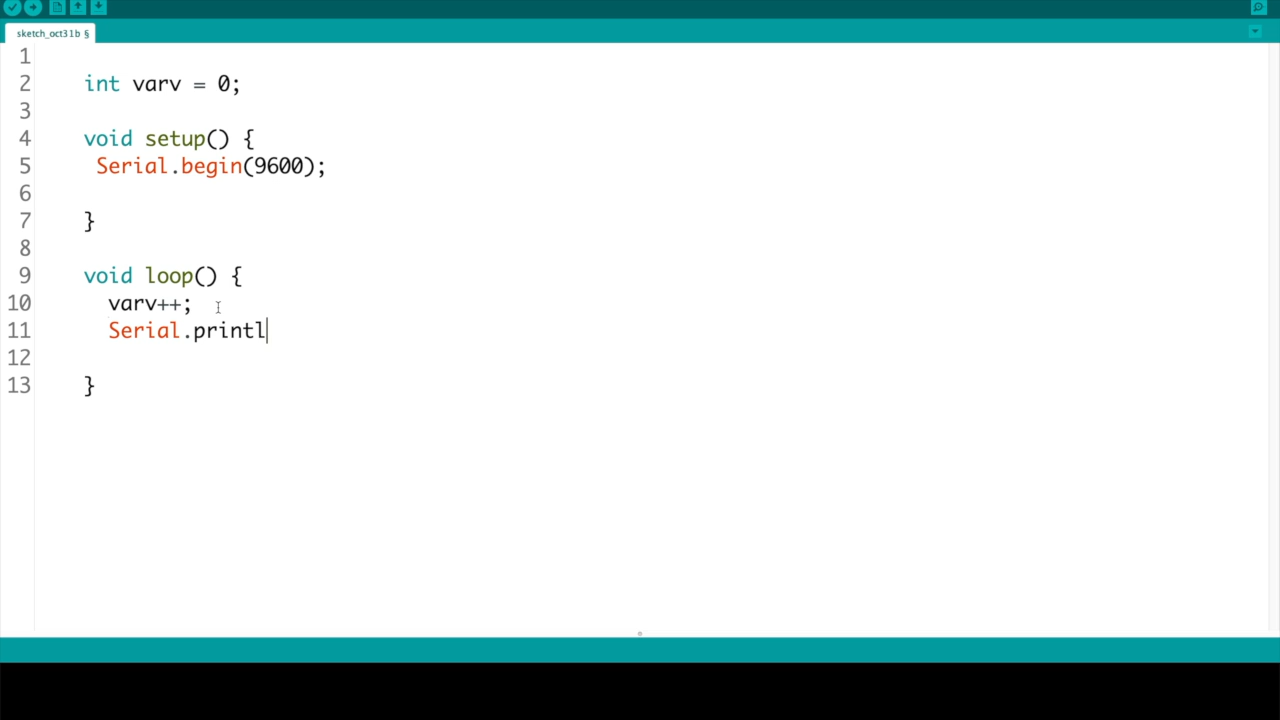 sketch_oct31b §
1
2 int varv = 0;
3
4 void setup() {
5 Serial.begin(9600);
6
7 }
8
9 void loop() {
10 varv++;
11 Serial.printl
12
13 }